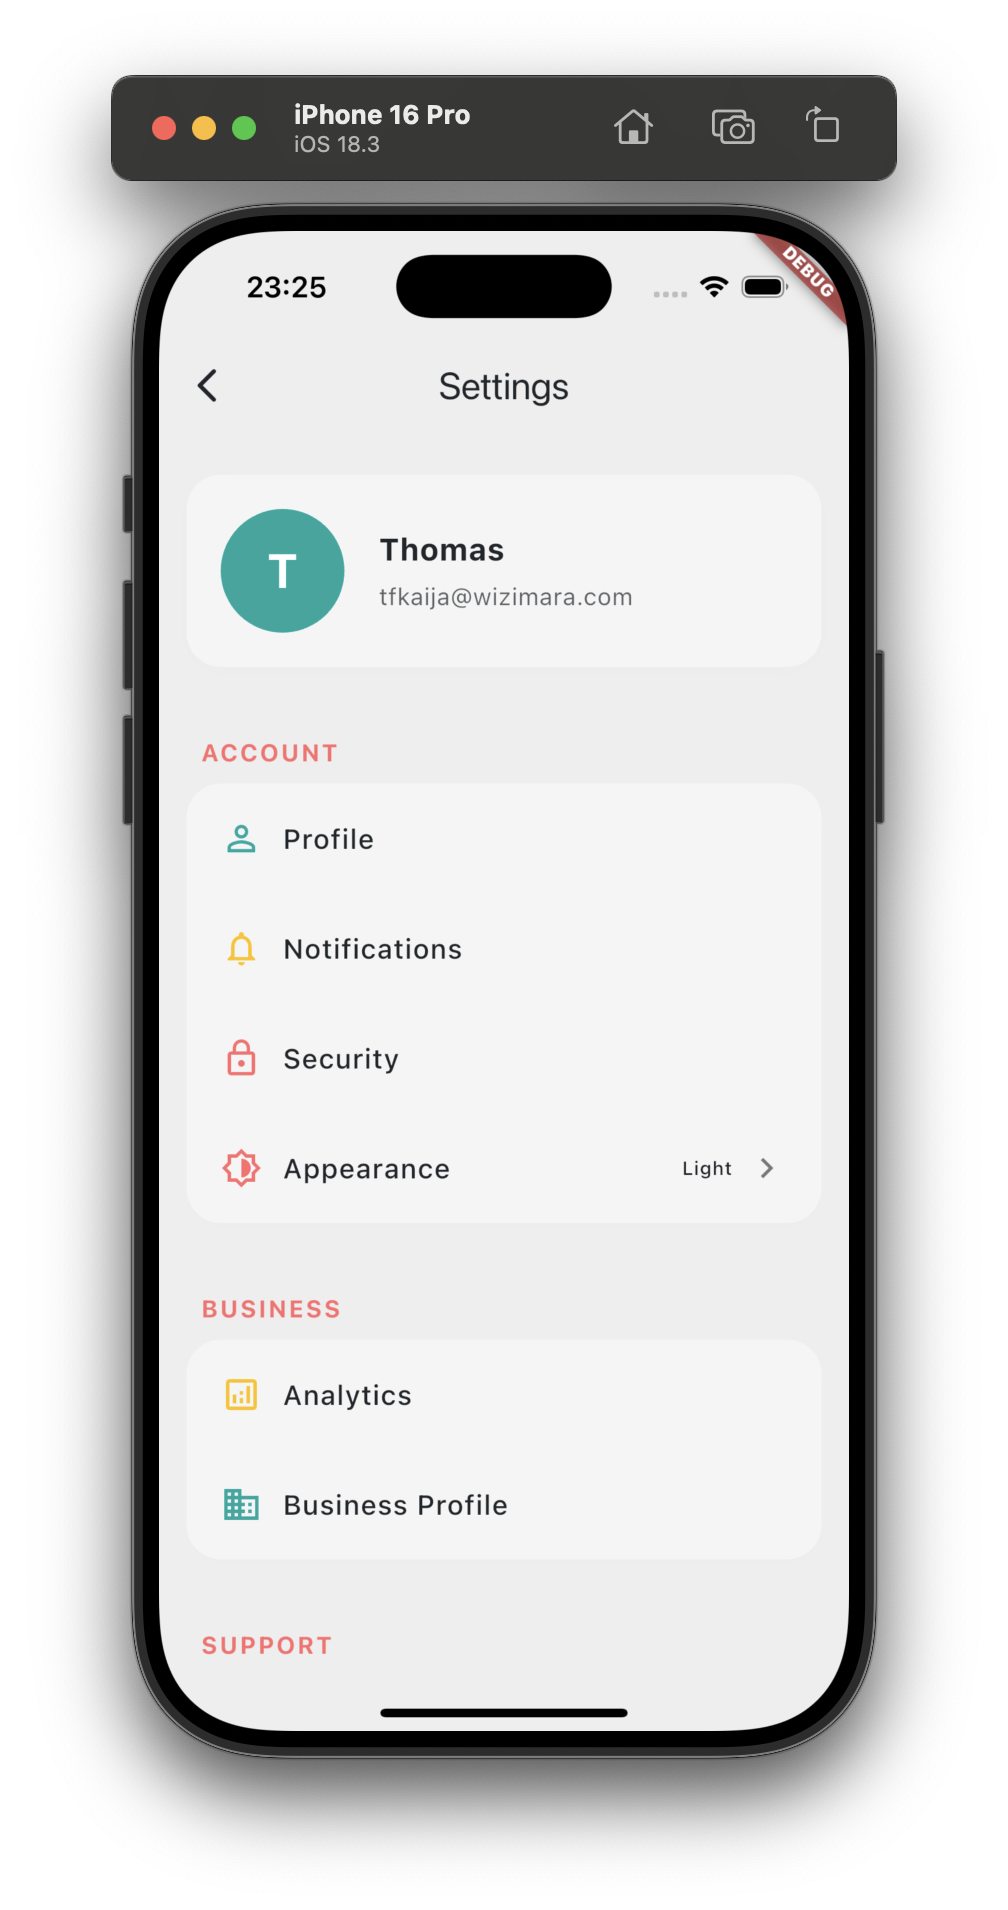 iPhone 16 Pro
iOS 18.3
23:25
DEBUG
Settings
T
Thomas
tfkaija@wizimara.com
ACCOUNT
Profile
Notifications
Security
Appearance Light
BUSINESS
Analytics
Business Profile
SUPPORT